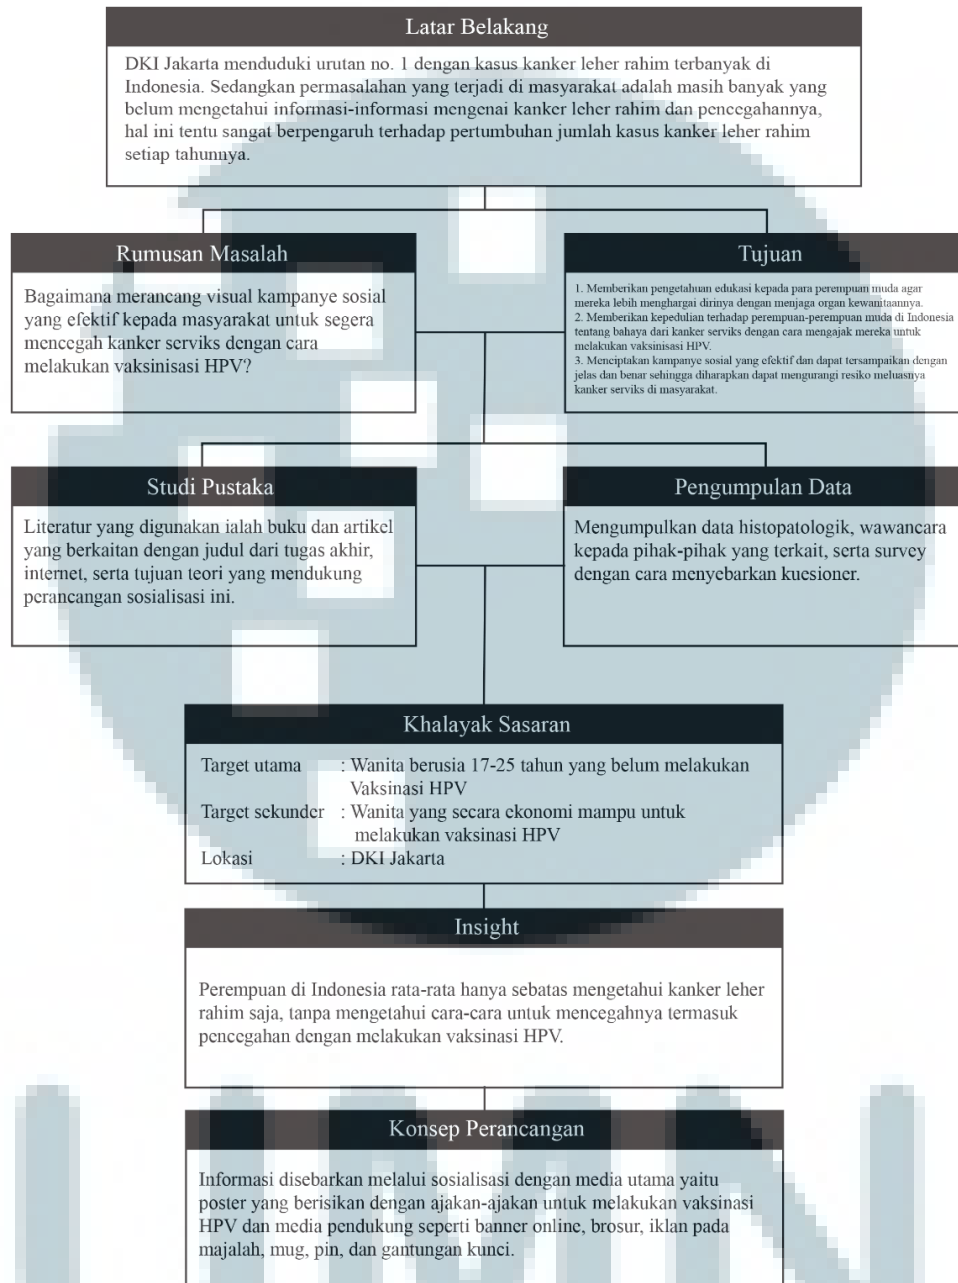 Latar Belakang
DKI Jakarta menduduki urutan no. 1 dengan kasus kanker leher rahim terbanyak di
Indonesia. Sedangkan permasalahan yang terjadi di masyarakat adalah masih banyak yang
belum mengetahui informasi-informasi mengenai kanker leher rahim dan pencegahannya,
hal ini tentu sangat berpengaruh terhadap pertumbuhan jumlah kasus kanker leher rahim
setiap tahunnya.
Rumusan Masalah
Bagaimana merancang visual kampanye sosial
yang efektif kepada masyarakat untuk segera
mencegah kanker serviks dengan cara
melakukan vaksinisasi HPV?
Tujuan
1. Memberikan pengetahuan edukasi kepada para perempuan muda agar
mereka lebih menghargai dirinya dengan menjaga organ kewanitaannya.
2. Memberikan kepedulian terhadap perempuan-perempuan muda di Indonesia
tentang bahaya dari kanker serviks dengan cara mengajak mereka untuk
melakukan vaksinisasi HPV.
3. Menciptakan kampanye sosial yang efektif dan dapat tersampaikan dengan
jelas dan benar sehingga diharapkan dapat mengurangi resiko meluasnya
kanker serviks di masyarakat.
Studi Pustaka
Literatur yang digunakan ialah buku dan artikel
yang berkaitan dengan judul dari tugas akhir,
internet, serta tujuan teori yang mendukung
perancangan sosialisasi ini.
Pengumpulan Data
Mengumpulkan data histopatologik, wawancara
kepada pihak-pihak yang terkait, serta survey
dengan cara menyebarkan kuesioner.
Khalayak Sasaran
Target utama : Wanita berusia 17-25 tahun yang belum melakukan
Vaksinasi HPV
Target sekunder : Wanita yang secara ekonomi mampu untuk
melakukan vaksinasi HPV
Lokasi : DKI Jakarta
Insight
Perempuan di Indonesia rata-rata hanya sebatas mengetahui kanker leher
rahim saja, tanpa mengetahui cara-cara untuk mencegahnya termasuk
pencegahan dengan melakukan vaksinasi HPV.
Konsep Perancangan
Informasi disebarkan melalui sosialisasi dengan media utama yaitu
poster yang berisikan dengan ajakan-ajakan untuk melakukan vaksinasi
HPV dan media pendukung seperti banner online, brosur, iklan pada
majalah, mug, pin, dan gantungan kunci.